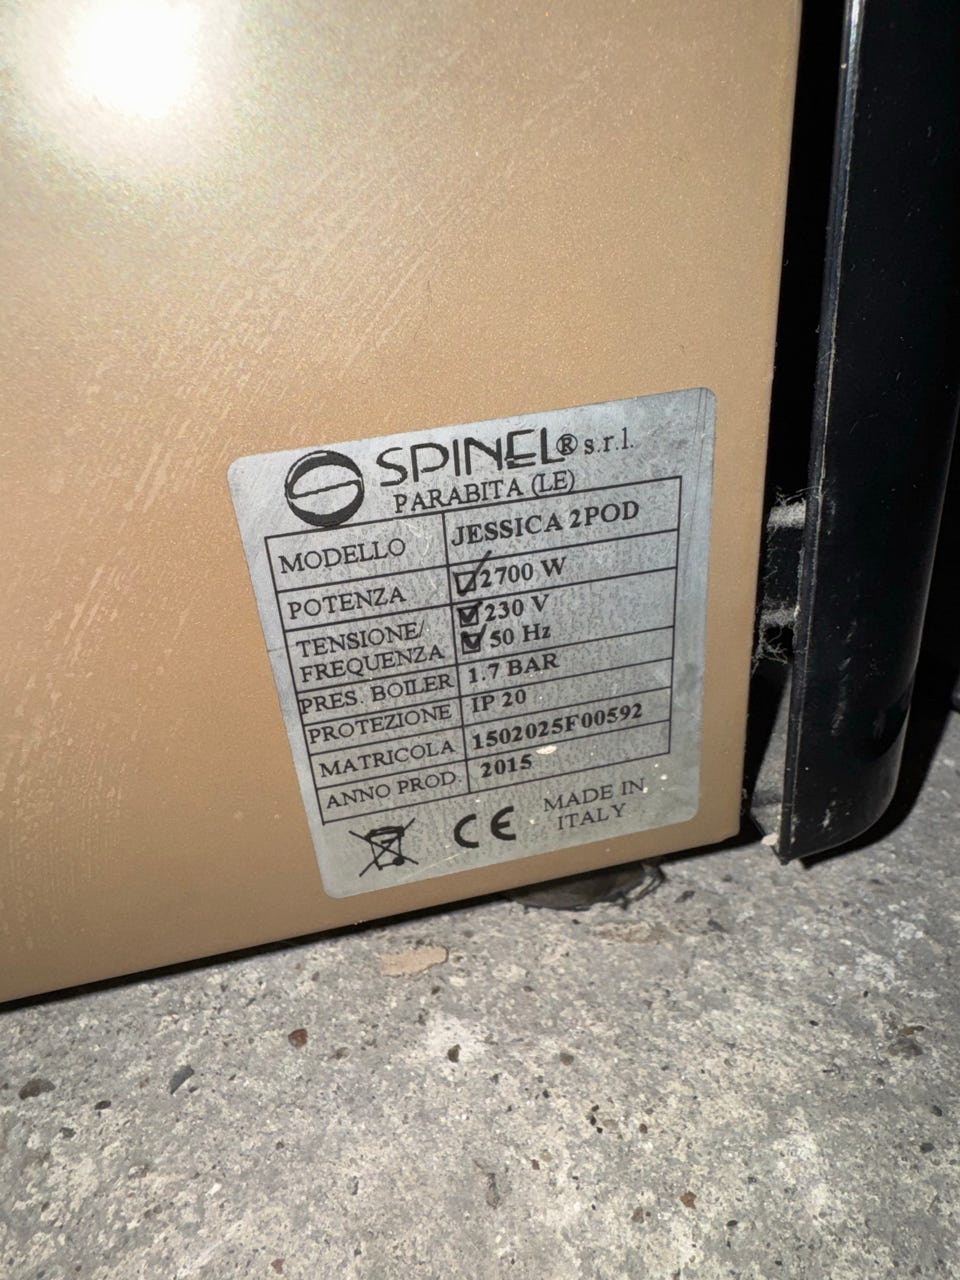 SPINEL® s.r.l.
PARABITA (LE)
MODELLO JESSICA 2POD
POTENZA 2700 W
TENSIONE/ 230 V
FREQUENZA 50 Hz
PRES. BOILER 1.7 BAR
PROTEZIONE IP 20
MATRICOLA 1502025F00592
ANNO PROD. 2015
CE MADE IN
ITALY